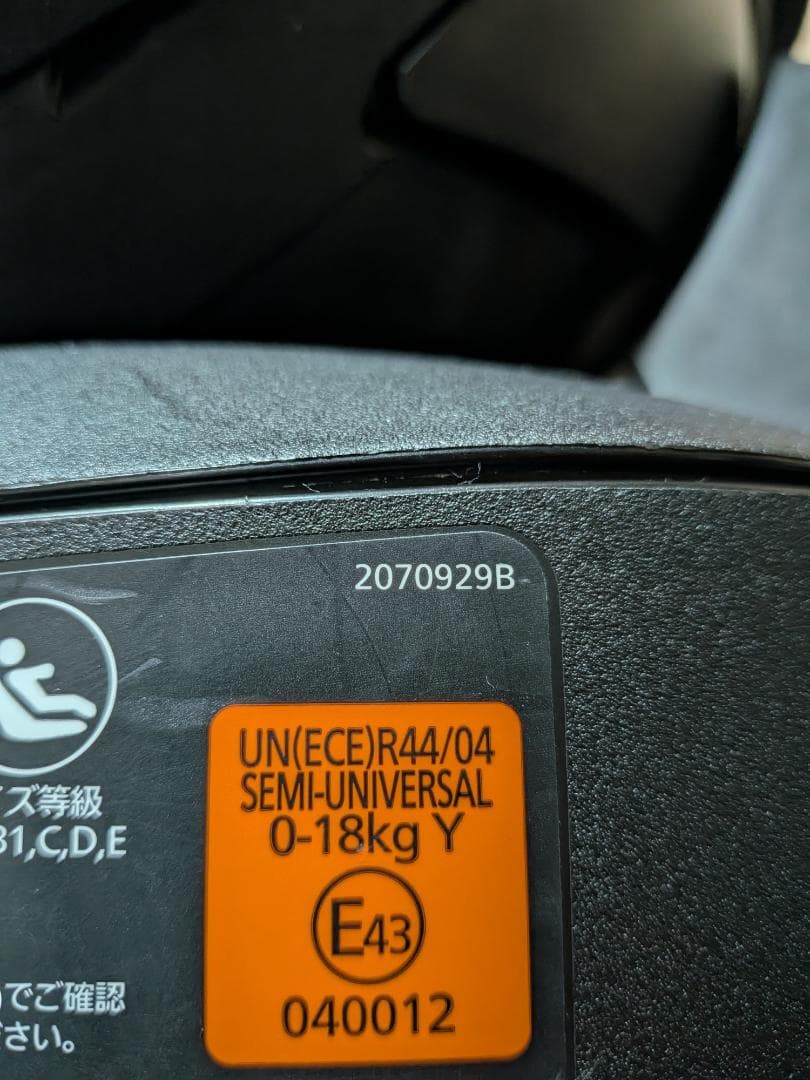 2070929B
UN(ECE)R44/04
SEMI-UNIVERSAL
0-18kg Y
E43
040012
ズ等級
B1,C,D,E
でご確認
ださい。